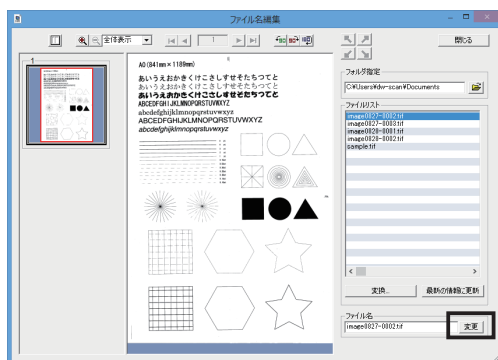 ファイル名編集
全体表示
1
閉じる
1
A0(841mm×1189mm)
あいうえおかきくけこさしすせそたちつてと
あいうえおかきくけこさしすせそたちつてと
あいうえおかきくけこさしすせそたちつてと
ABCDEFGHIJKLMNOPQRSTUVWXYZ
abcdefghijklmnopqrstuvwxyz
ABCDEFGHIJKLMNOPQRSTUVWXYZ
abcdefghijklmnopqrstuvwxyz
フォルダ指定
C:¥Users¥dw-scan¥Documents
ファイルリスト
image0827-0002.tif
image0827-0003.tif
image0828-0001.tif
image0828-0002.tif
sample.tif
変換...
最新の情報に更新
ファイル名
image0827-0002.tif
変更